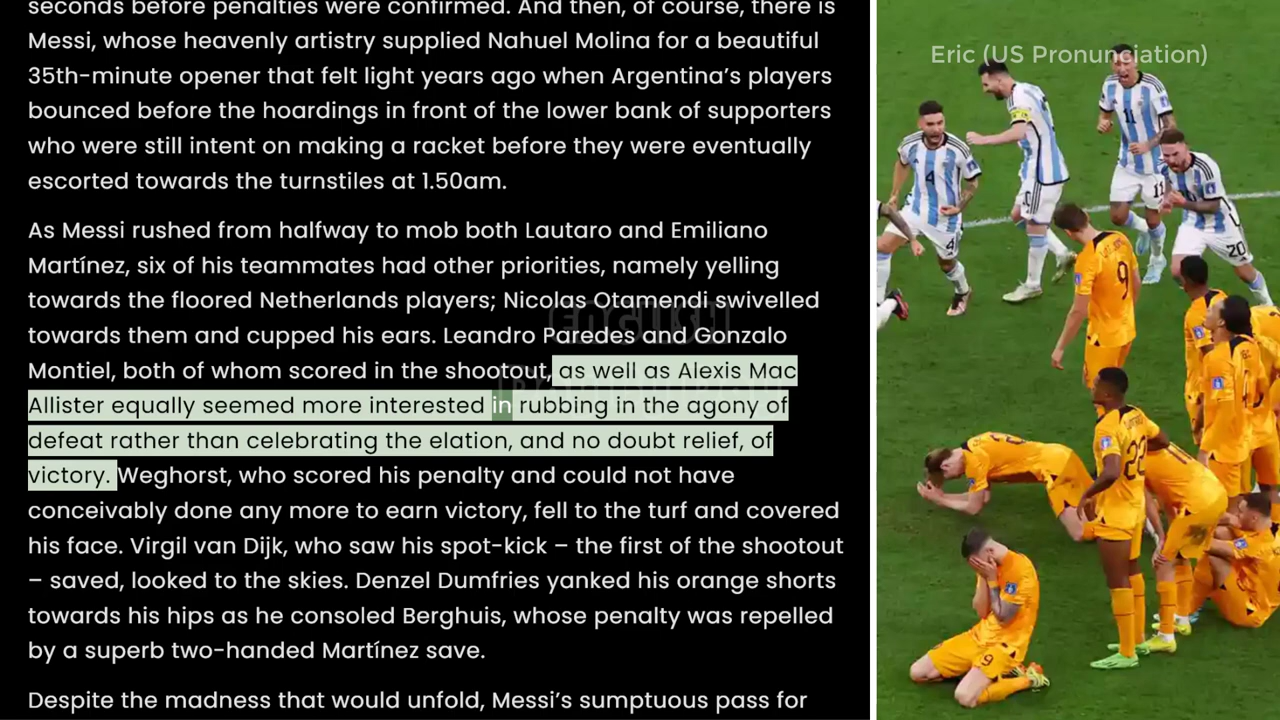 seconds before penalties were confirmed. And then, of course, there is
Messi, whose heavenly artistry supplied Nahuel Molina for a beautiful
35th-minute opener that felt light years ago when Argentina’s players
bounced before the hoardings in front of the lower bank of supporters
who were still intent on making a racket before they were eventually
escorted towards the turnstiles at 1.50am.
As Messi rushed from halfway to mob both Lautaro and Emiliano
Martínez, six of his teammates had other priorities, namely yelling
towards the floored Netherlands players; Nicolas Otamendi swivelled
towards them and cupped his ears. Leandro Paredes and Gonzalo
Montiel, both of whom scored in the shootout, as well as Alexis Mac
Allister equally seemed more interested in rubbing in the agony of
defeat rather than celebrating the elation, and no doubt relief, of
victory. Weghorst, who scored his penalty and could not have
conceivably done any more to earn victory, fell to the turf and covered
his face. Virgil van Dijk, who saw his spot-kick – the first of the shootout
– saved, looked to the skies. Denzel Dumfries yanked his orange shorts
towards his hips as he consoled Berghuis, whose penalty was repelled
by a superb two-handed Martínez save.
Despite the madness that would unfold, Messi’s sumptuous pass for
Eric (US Pronunciation)
4
4
11
11
20
9
22
9